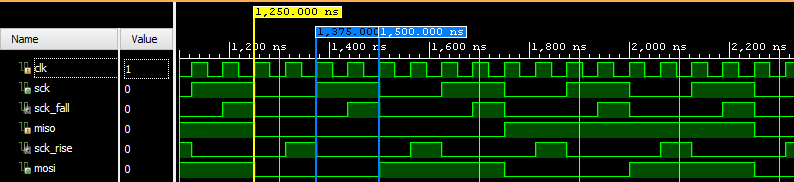 1,250.000 ns
1,375.000 1,500.000 ns
Name Value
1,200 ns 1,400 ns 1,600 ns 1,800 ns 2,000 ns 2,200 ns
clk 1
sck 0
sck_fall 0
miso 0
sck_rise 0
mosi 0